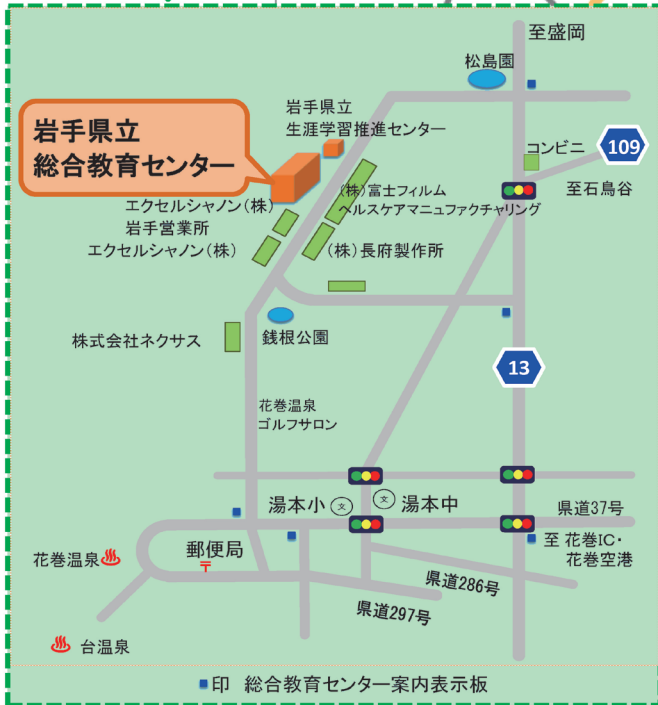 至盛岡
松島園
岩手県立
生涯学習推進センター
岩手県立
総合教育センター
コンビニ
109
至石鳥谷
(株)富士フィルム
ヘルスケアマニュファクチャリング
エクセルシャノン(株)
岩手営業所
エクセルシャノン(株)
(株)長府製作所
銭根公園
株式会社ネクサス
13
花巻温泉
ゴルフサロン
湯本小
文
文
湯本中
県道37号
至 花巻IC・
花巻空港
郵便局
〒
花巻温泉
県道286号
県道297号
台温泉
■印 総合教育センター案内表示板